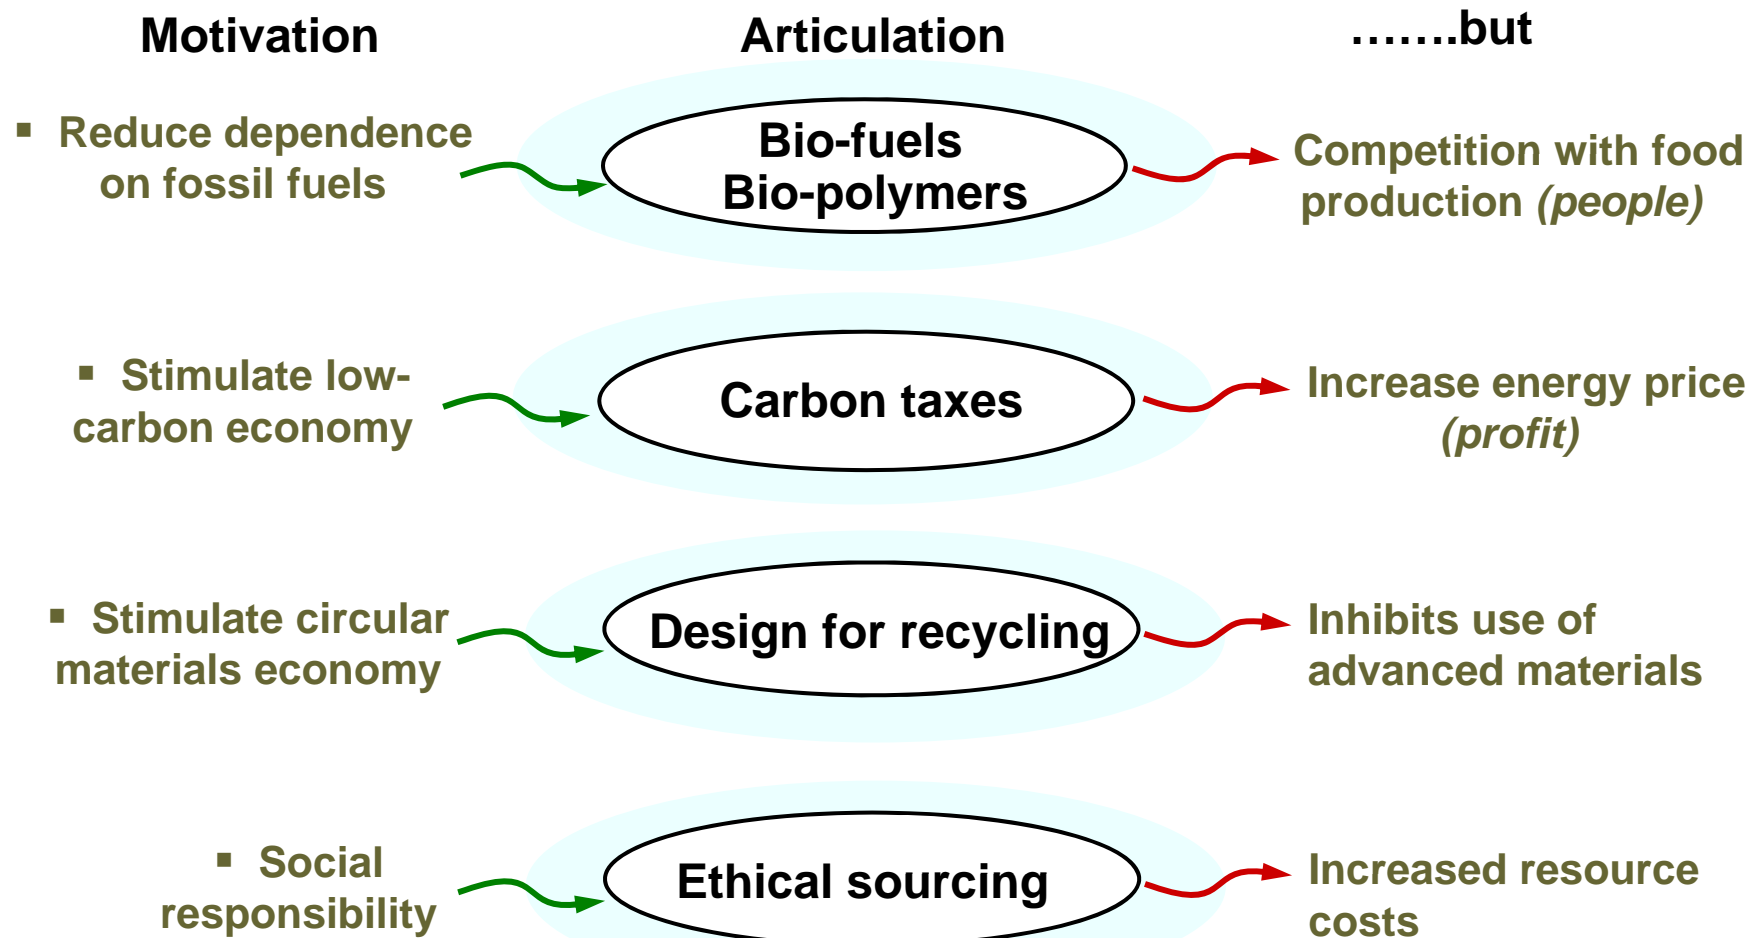 Motivation
Articulation
…….but
▪ Reduce dependence
on fossil fuels
Bio-fuels
Bio-polymers
Competition with food
production (people)
▪ Stimulate low-
carbon economy
Carbon taxes
Increase energy price
(profit)
▪ Stimulate circular
materials economy
Design for recycling
Inhibits use of
advanced materials
▪ Social
responsibility
Ethical sourcing
Increased resource
costs